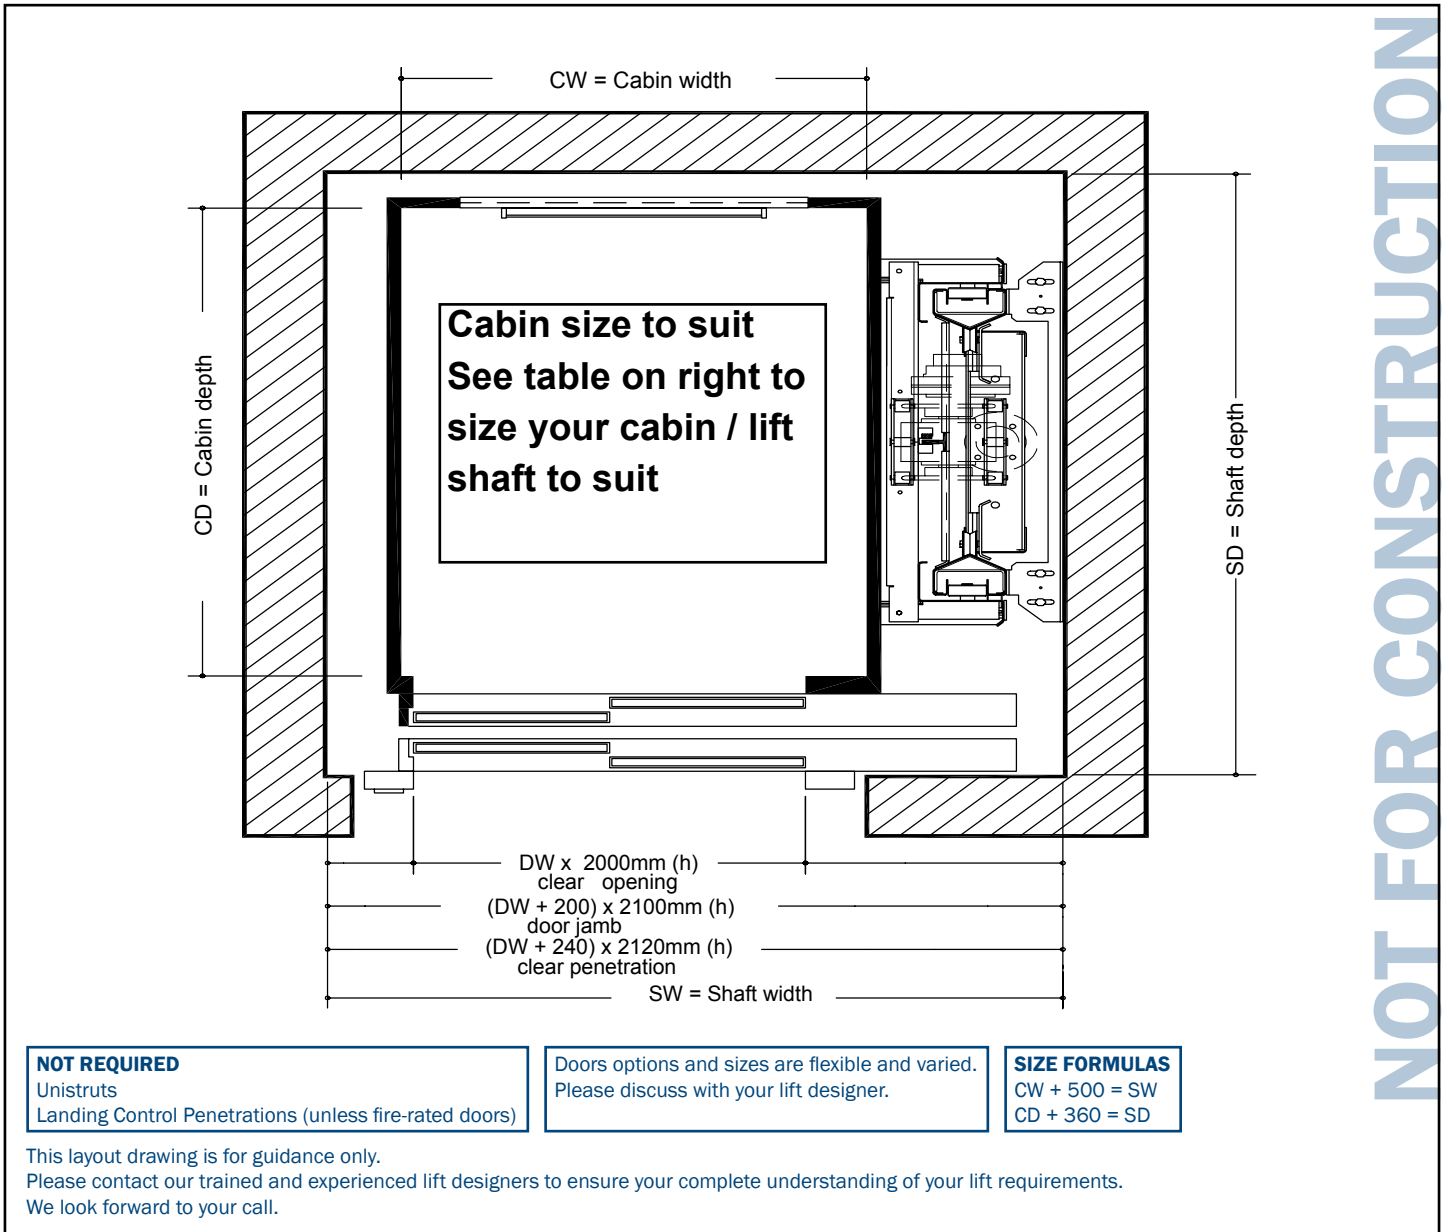 CW = Cabin width
Cabin size to suit
See table on right to
size your cabin / lift
shaft to suit
CD = Cabin depth
SD = Shaft depth
DW x 2000mm (h)
clear opening
(DW + 200) x 2100mm (h)
door jamb
(DW + 240) x 2120mm (h)
clear penetration
SW = Shaft width
NOT REQUIRED
Unistruts
Landing Control Penetrations (unless fire-rated doors)
Doors options and sizes are flexible and varied.
Please discuss with your lift designer.
SIZE FORMULAS
CW + 500 = SW
CD + 360 = SD
This layout drawing is for guidance only.
Please contact our trained and experienced lift designers to ensure your complete understanding of your lift requirements.
We look forward to your call.
NOT FOR CONSTRUCTION